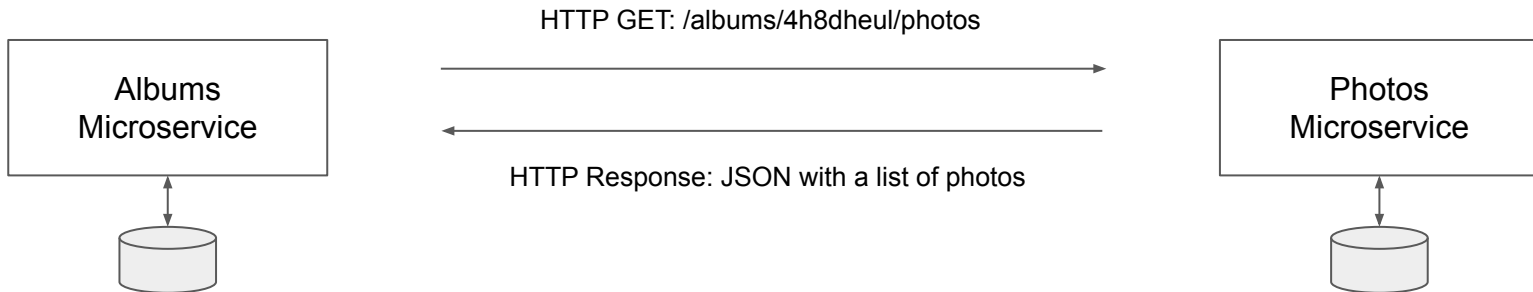 HTTP GET: /albums/4h8dheul/photos
Albums
Microservice
Photos
Microservice
HTTP Response: JSON with a list of photos